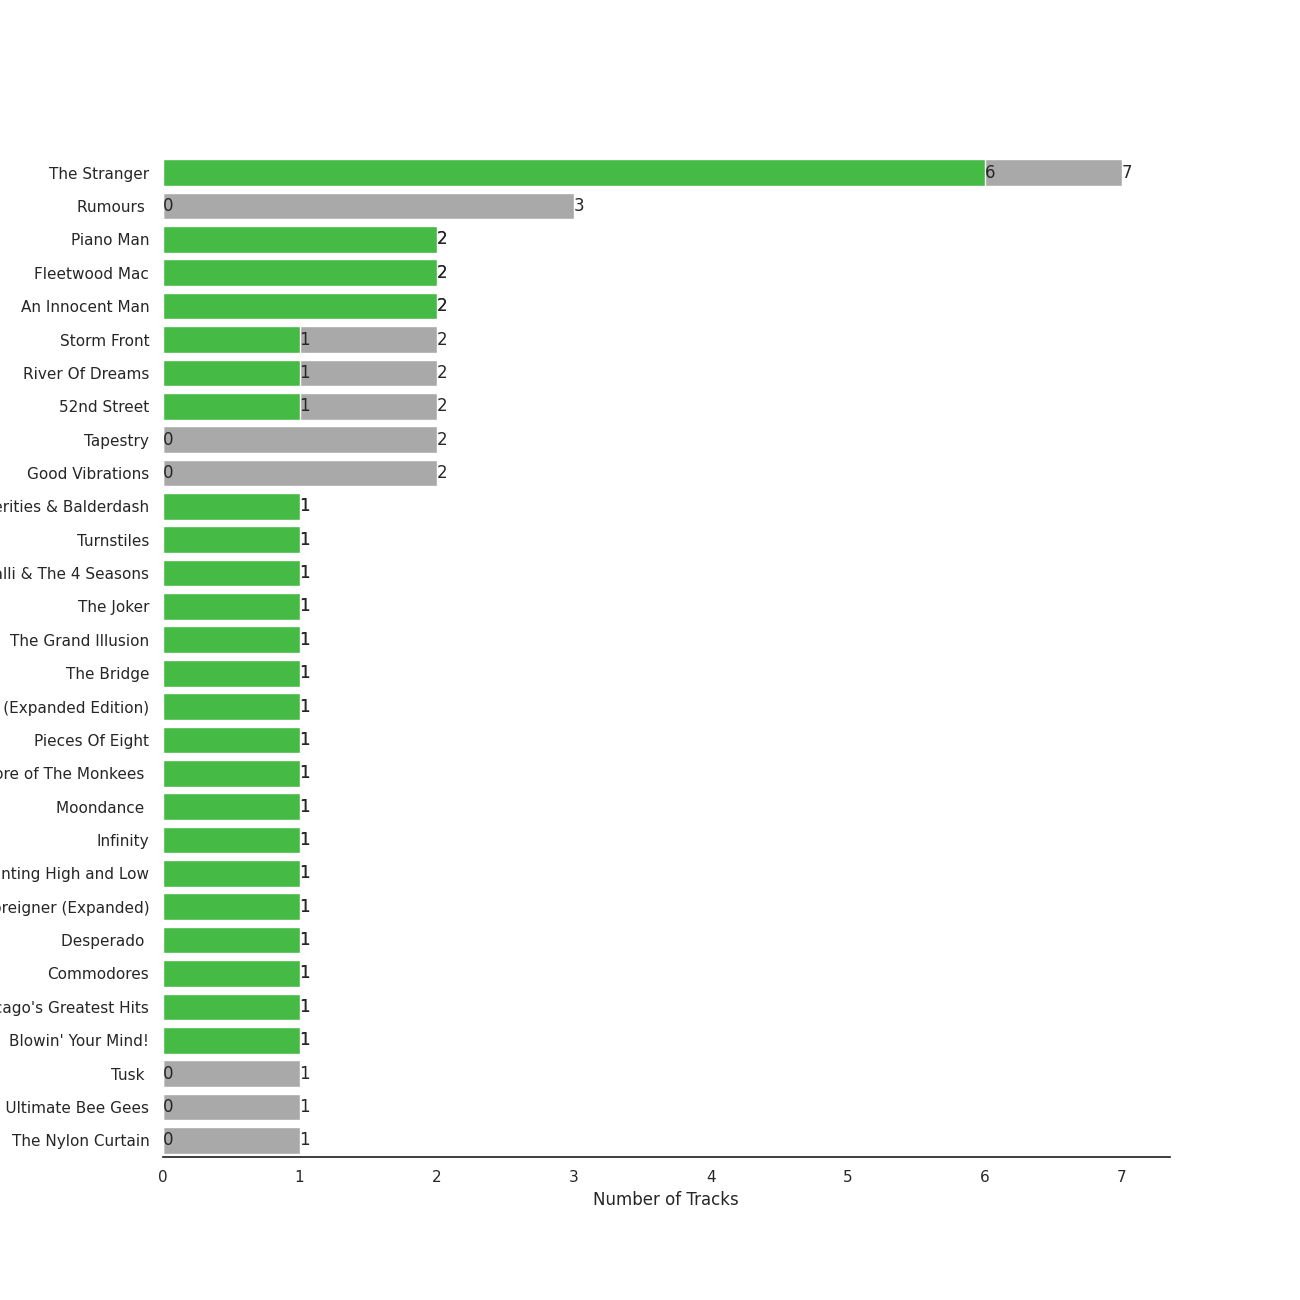 The Stranger 6 7
Rumours 0 3
Piano Man 2
Fleetwood Mac 2
An Innocent Man 2
Storm Front 1 2
River Of Dreams 1 2
52nd Street 1 2
Tapestry 0 2
Good Vibrations 0 2
erities & Balderdash 1
Turnstiles 1
lli & The 4 Seasons 1
The Joker 1
The Grand Illusion 1
The Bridge 1
(Expanded Edition) 1
Pieces Of Eight 1
ore of The Monkees 1
Moondance 1
Infinity 1
nting High and Low 1
reigner (Expanded) 1
Desperado 1
Commodores 1
cago's Greatest Hits 1
Blowin' Your Mind! 1
Tusk 0 1
Ultimate Bee Gees 0 1
The Nylon Curtain 0 1
0 1 2 3 4 5 6 7
Number of Tracks